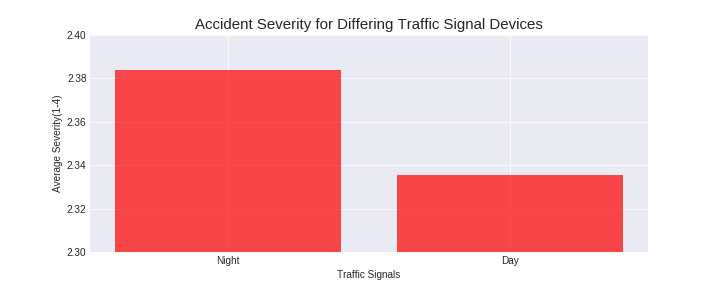 Accident Severity for Differing Traffic Signal Devices
2.40
2.38
2.36
2.34
2.32
2.30
Average Severity(1-4)
Night
Day
Traffic Signals